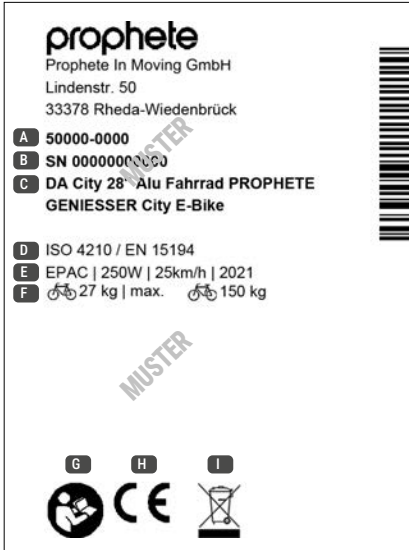 prophete
Prophete In Moving GmbH
Lindenstr. 50
33378 Rheda-Wiedenbrück
A 50000-0000
B SN 00000000000
C DA City 28" Alu Fahrrad PROPHETE
GENIESSER City E-Bike
MUSTER
D ISO 4210 / EN 15194
E EPAC | 250W | 25km/h | 2021
F 27 kg | max. 150 kg
MUSTER
G H I
CE